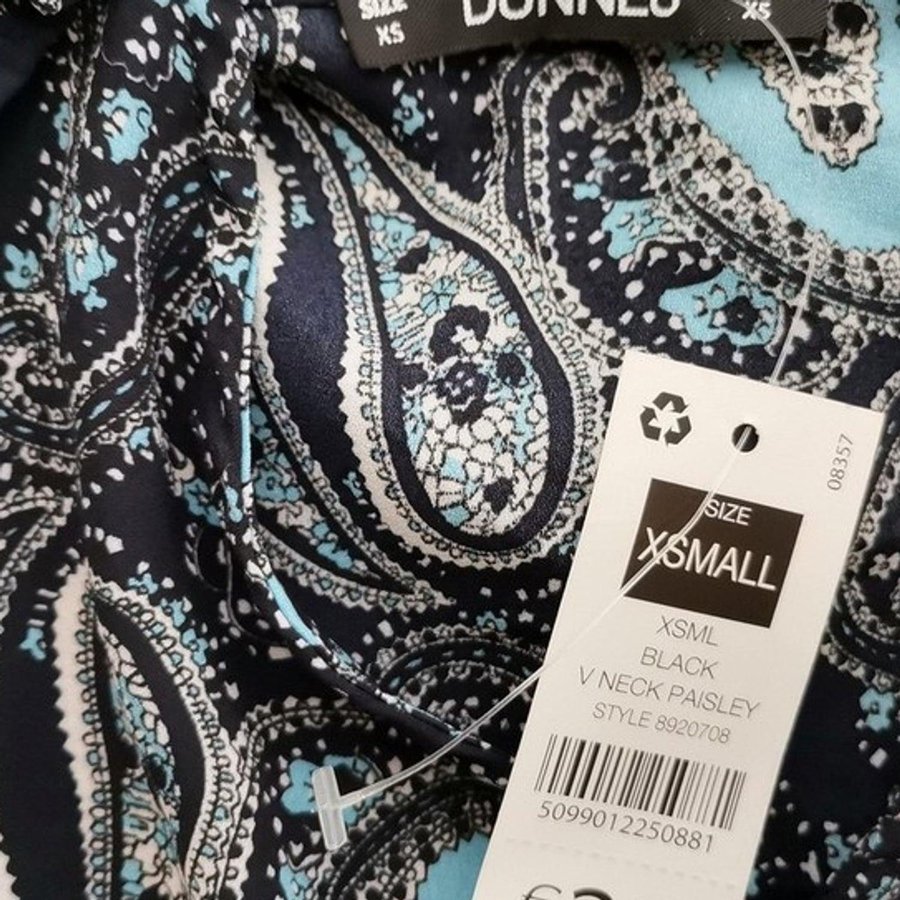 SIZE
XS
DUNNES
XS
08357
SIZE
XSMALL
XSML
BLACK
V NECK PAISLEY
STYLE 8920708
5099012250881
€